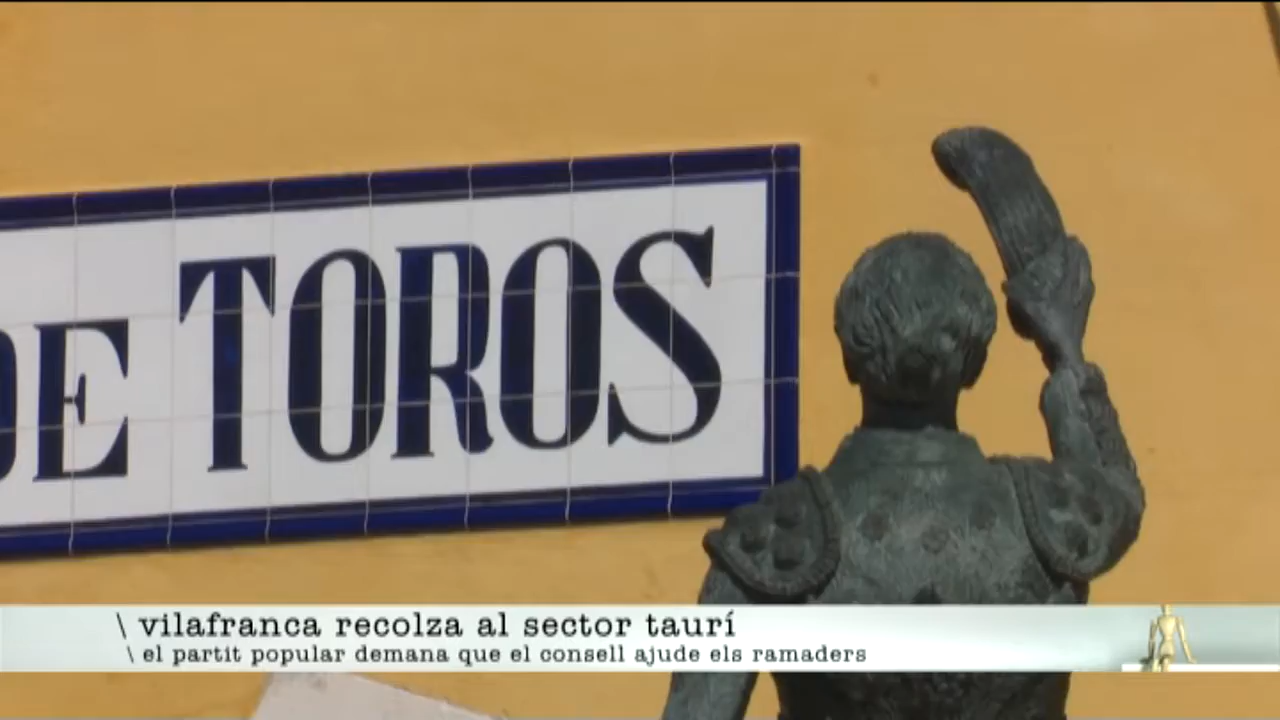 DE TOROS
\ vilafranca recolza al sector taurí
\ el partit popular demana que el consell ajude els ramaders